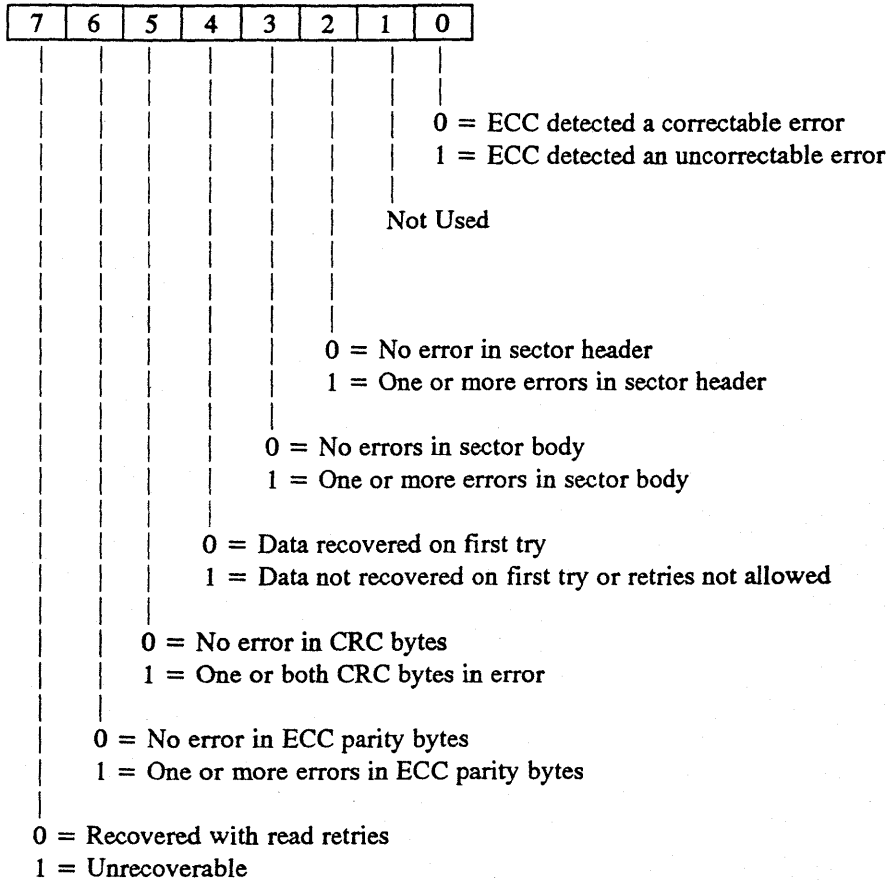 7 6 5 4 3 2 1 0
0 = ECC detected a correctable error
1 = ECC detected an uncorrectable error
Not Used
0 = No error in sector header
1 = One or more errors in sector header
0 = No errors in sector body
1 = One or more errors in sector body
0 = Data recovered on first try
1 = Data not recovered on first try or retries not allowed
0 = No error in CRC bytes
1 = One or both CRC bytes in error
0 = No error in ECC parity bytes
1 = One or more errors in ECC parity bytes
0 = Recovered with read retries
1 = Unrecoverable